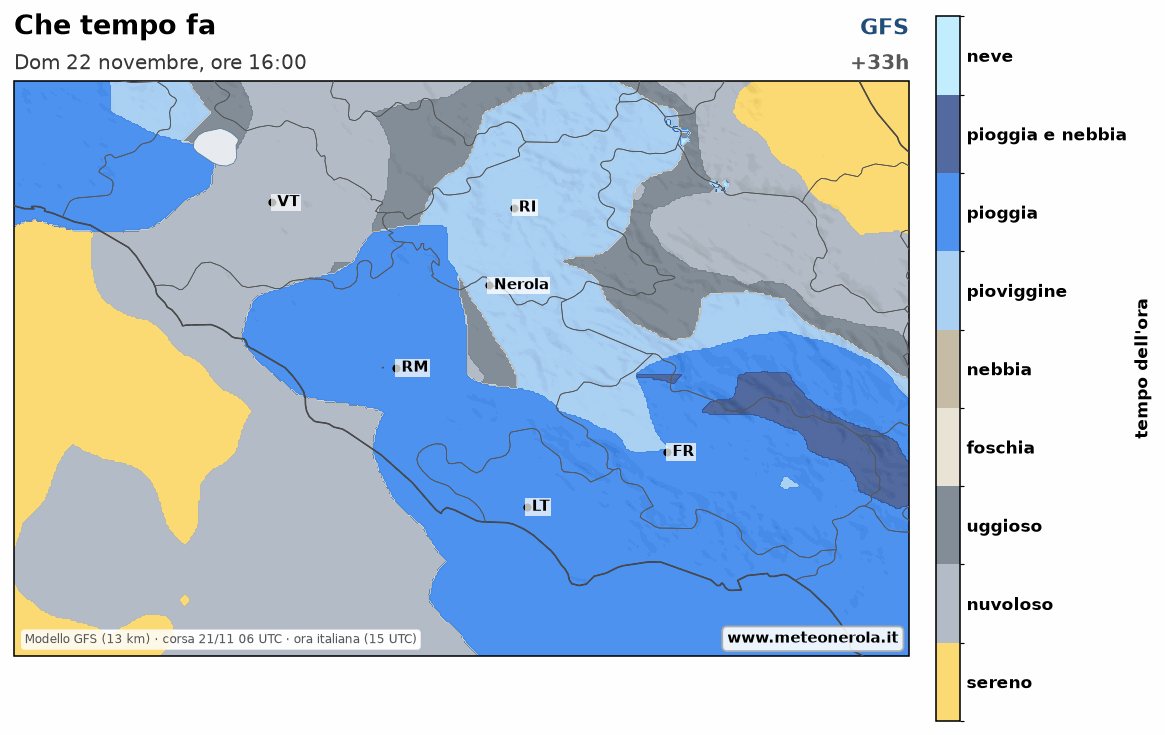 Che tempo fa
GFS
Dom 22 novembre, ore 16:00
+33h
VT
RI
Nerola
RM
FR
LT
Modello GFS (13 km) · corsa 21/11 06 UTC · ora italiana (15 UTC)
www.meteonerola.it
neve
pioggia e nebbia
pioggia
pioviggine
nebbia
foschia
uggioso
nuvoloso
sereno
tempo dell'ora